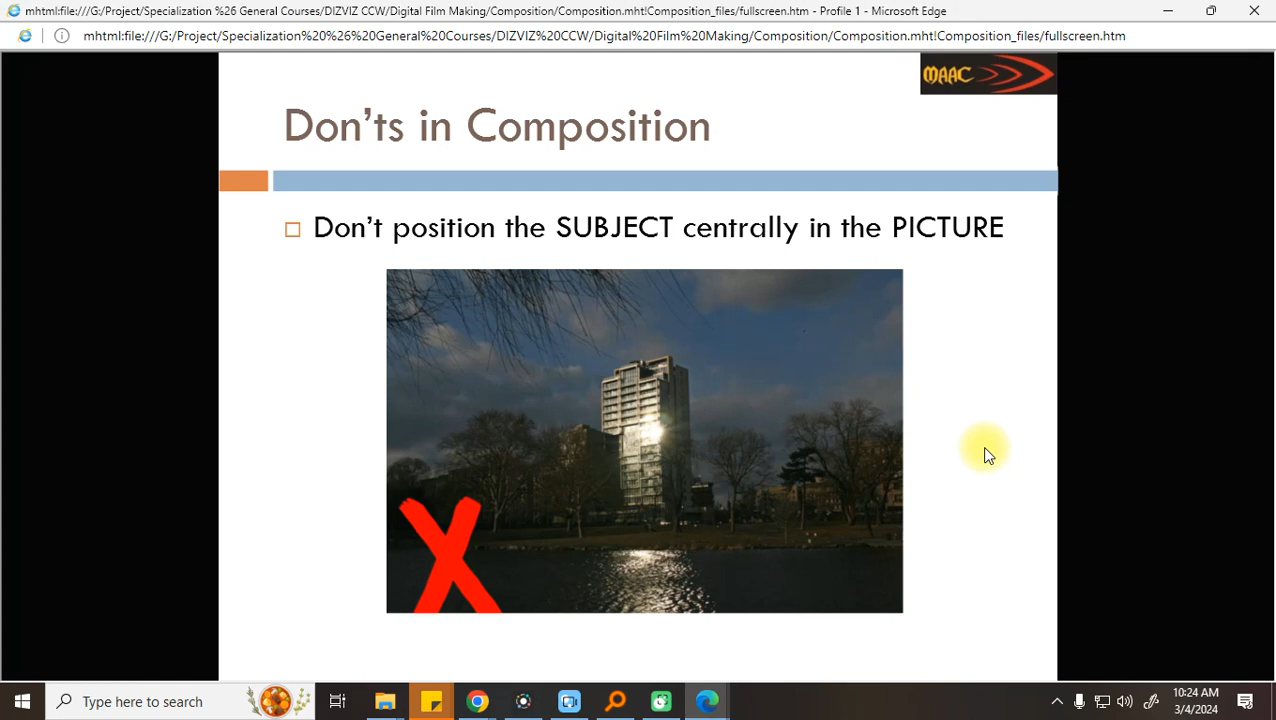 mhtml:file:///G:/Project/Specialization %26 General Courses/DIZVIZ CCW/Digital Film Making/Composition/Composition.mht!Composition_files/fullscreen.htm - Profile 1 - Microsoft Edge
mhtml:file:///G:/Project/Specialization%20%26%20General%20Courses/DIZVIZ%20CCW/Digital%20Film%20Making/Composition/Composition.mht!Composition_files/fullscreen.htm
MAAC
Don'ts in Composition
Don't position the SUBJECT centrally in the PICTURE
Type here to search
10:24 AM
3/4/2024